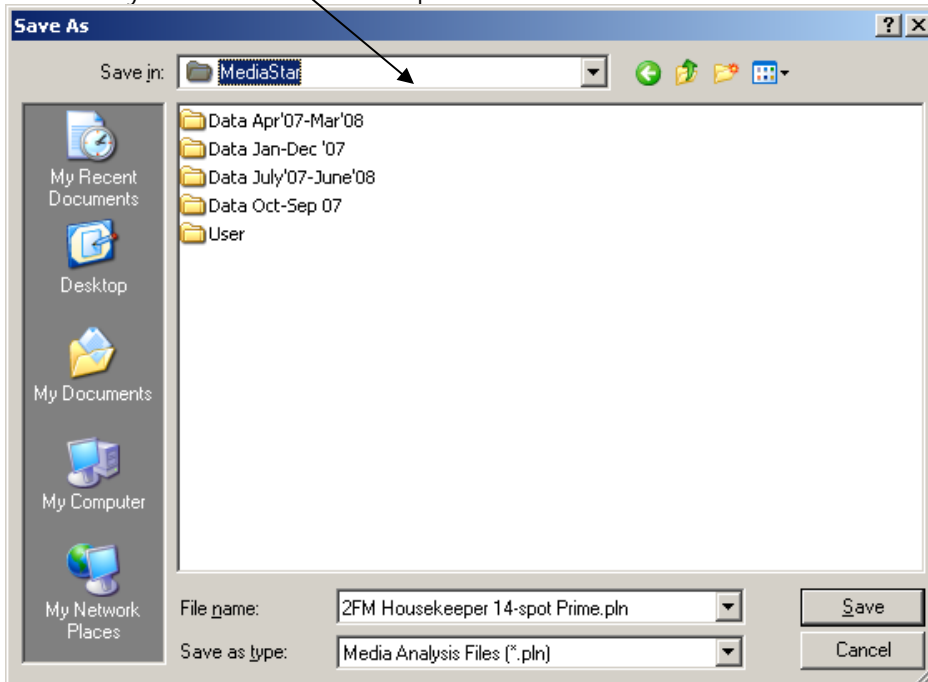 Save As
Save in: MediaStar
My Recent
Documents
Desktop
My Documents
My Computer
My Network
Places
Data Apr'07-Mar'08
Data Jan-Dec '07
Data July'07-June'08
Data Oct-Sep 07
User
File name: 2FM Housekeeper 14-spot Prime.pln Save
Save as type: Media Analysis Files (*.pln) Cancel